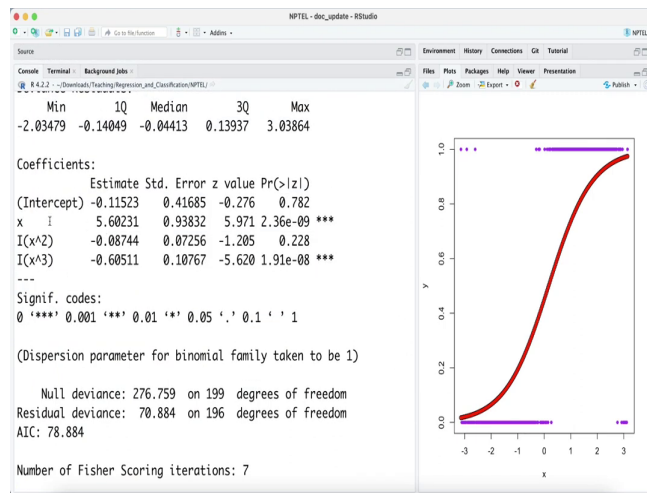 NPTEL - doc_update - RStudio
Go to file/function
Addins
NPTEL
Source
Console Terminal Background Jobs
R 4.2.2 · ~/Downloads/Teaching/Regression_and_Classification/NPTEL/
Min 1Q Median 3Q Max
-2.03479 -0.14049 -0.04413 0.13937 3.03864
Coefficients:
Estimate Std. Error z value Pr(>|z|)
(Intercept) -0.11523 0.41685 -0.276 0.782
x 5.60231 0.93832 5.971 2.36e-09 ***
I(x^2) -0.08744 0.07256 -1.205 0.228
I(x^3) -0.60511 0.10767 -5.620 1.91e-08 ***
---
Signif. codes:
0 ‘***’ 0.001 ‘**’ 0.01 ‘*’ 0.05 ‘.’ 0.1 ‘ ’ 1
(Dispersion parameter for binomial family taken to be 1)
Null deviance: 276.759 on 199 degrees of freedom
Residual deviance: 70.884 on 196 degrees of freedom
AIC: 78.884
Number of Fisher Scoring iterations: 7
Environment History Connections Git Tutorial
Files Plots Packages Help Viewer Presentation
Zoom Export Publish
1.0
0.8
0.6
y
0.4
0.2
0.0
-3 -2 -1 0 1 2 3
x